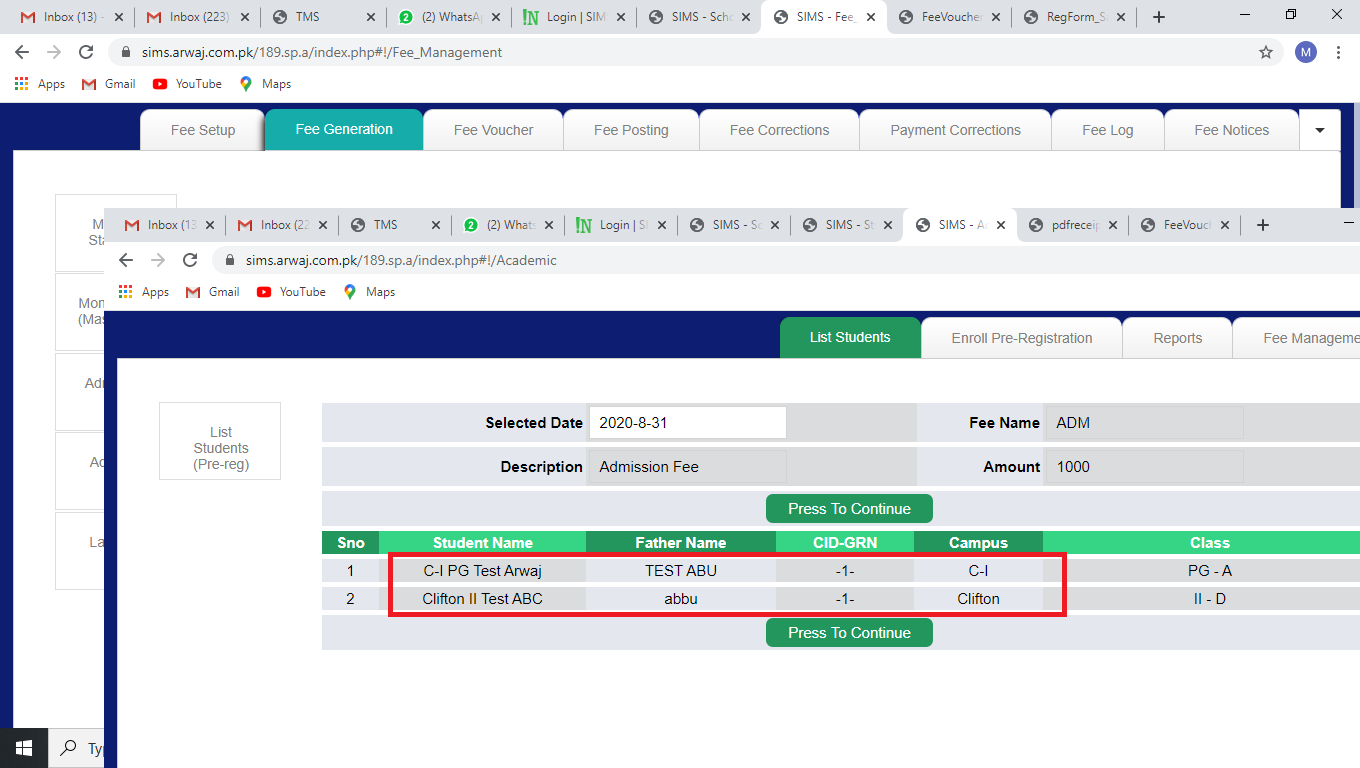 Inbox (13) -
Inbox (223)
TMS
(2) WhatsA
Login | SIM
SIMS - Scho
SIMS - Fee_
FeeVoucher
RegForm_S
sims.arwaj.com.pk/189.sp.a/index.php#!/Fee_Management
M
Apps
Gmail
YouTube
Maps
Fee Setup
Fee Generation
Fee Voucher
Fee Posting
Fee Corrections
Payment Corrections
Fee Log
Fee Notices
M
Sta
Mon
(Mas
Adm
Ad
La
Ty
Inbox (13
Inbox (22
TMS
2 Whats
Login | S
SIMS - Sc
SIMS - St
SIMS - A
pdfreceip
FeeVouch
sims.arwaj.com.pk/189.sp.a/index.php#!/Academic
Apps
Gmail
YouTube
Maps
List Students
Enroll Pre-Registration
Reports
Fee Manageme
List
Students
(Pre-reg)
Selected Date 2020-8-31 Fee Name ADM
Description Admission Fee Amount 1000
Press To Continue
Sno Student Name Father Name CID-GRN Campus Class
1 C-I PG Test Arwaj TEST ABU -1- C-I PG - A
2 Clifton II Test ABC abbu -1- Clifton II - D
Press To Continue